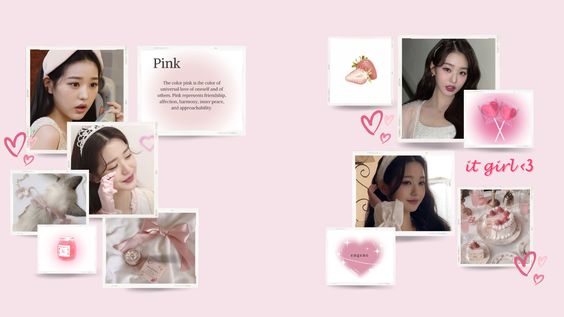 Pink
The color pink is the color of
universal love of oneself and of
others. Pink represents friendship,
affection, harmony, inner peace,
and approachability.
it girl <3
engene